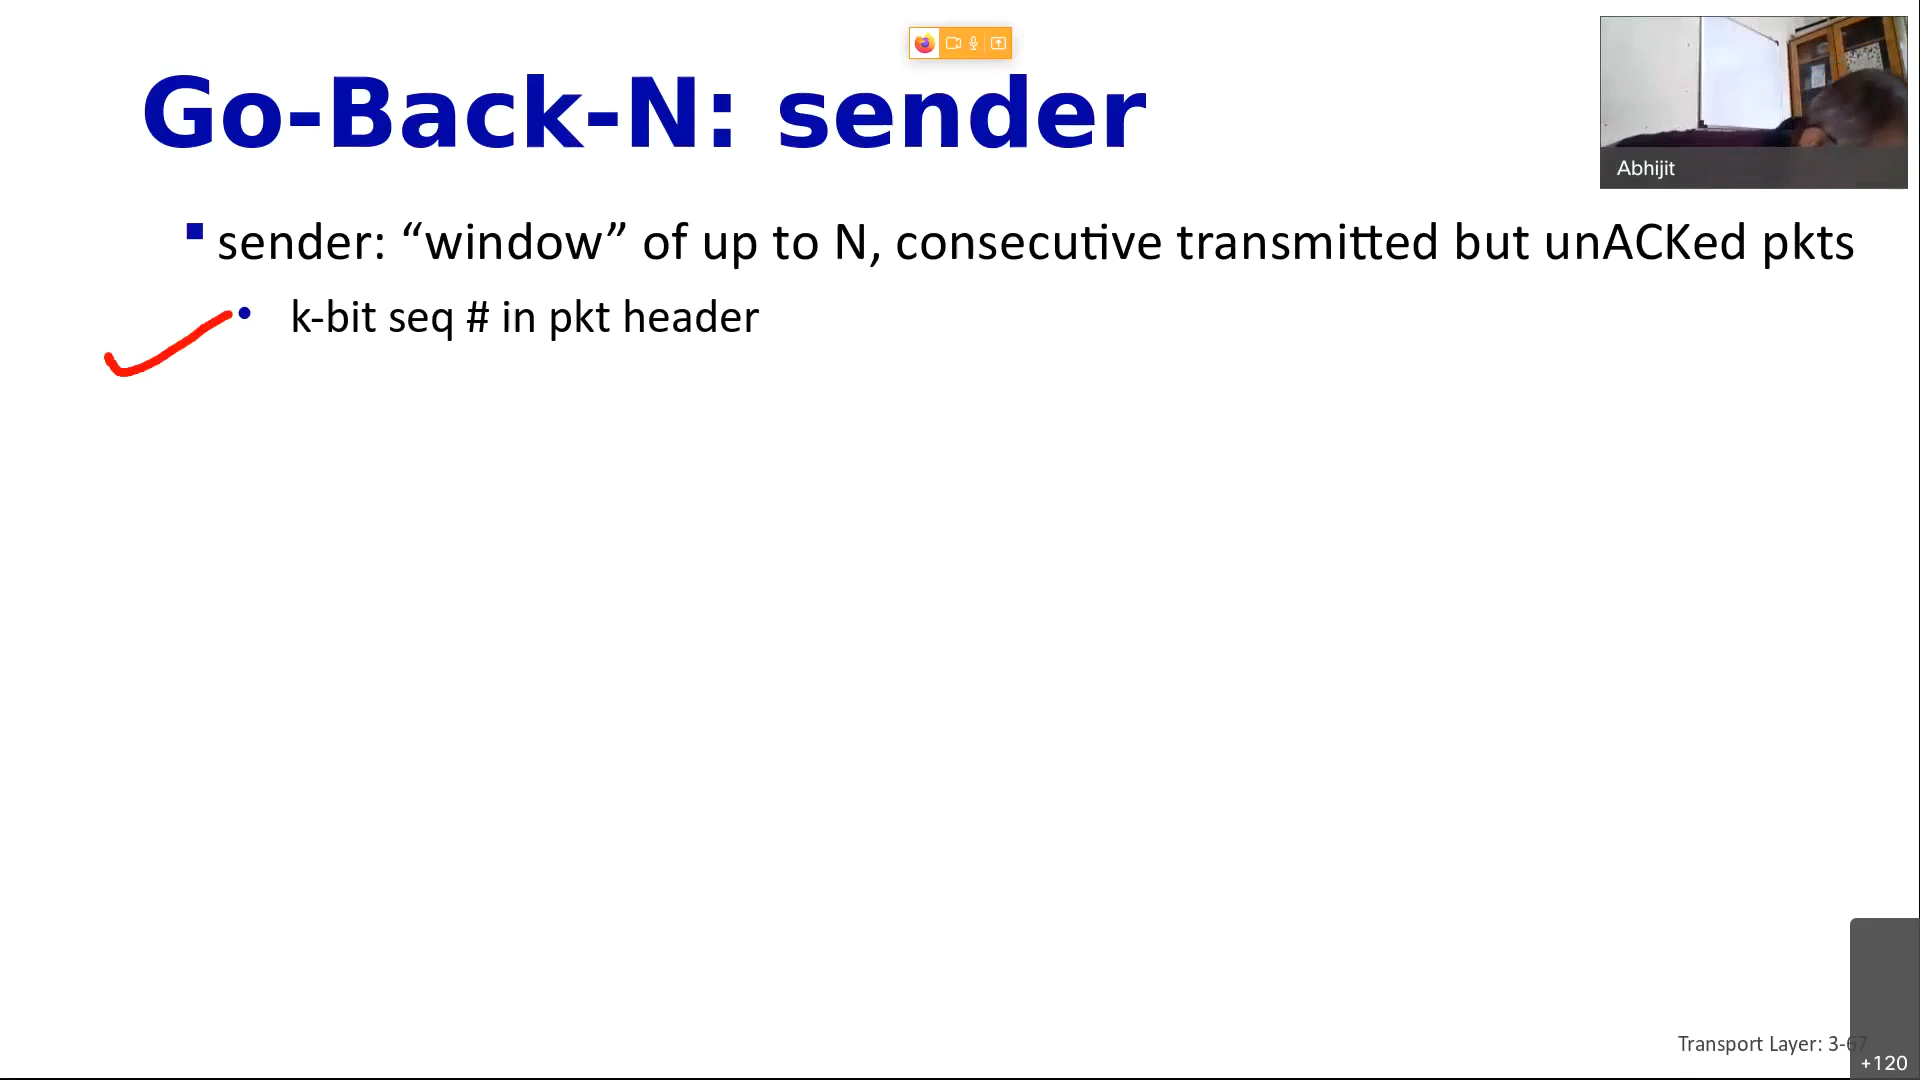 Go-Back-N: sender
Abhijit
sender: “window” of up to N, consecutive transmitted but unACKed pkts
k-bit seq # in pkt header
Transport Layer: 3-67
+120